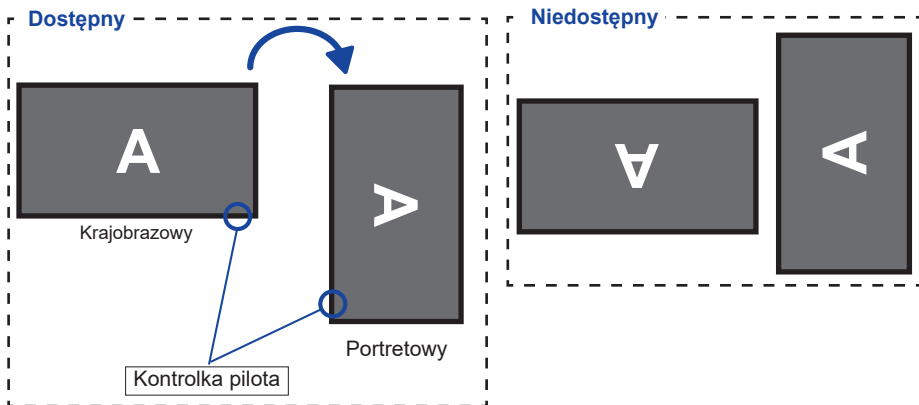 Dostępny
A
Krajobrazowy
A
Portretowy
Kontrolka pilota
Niedostępny
A
A